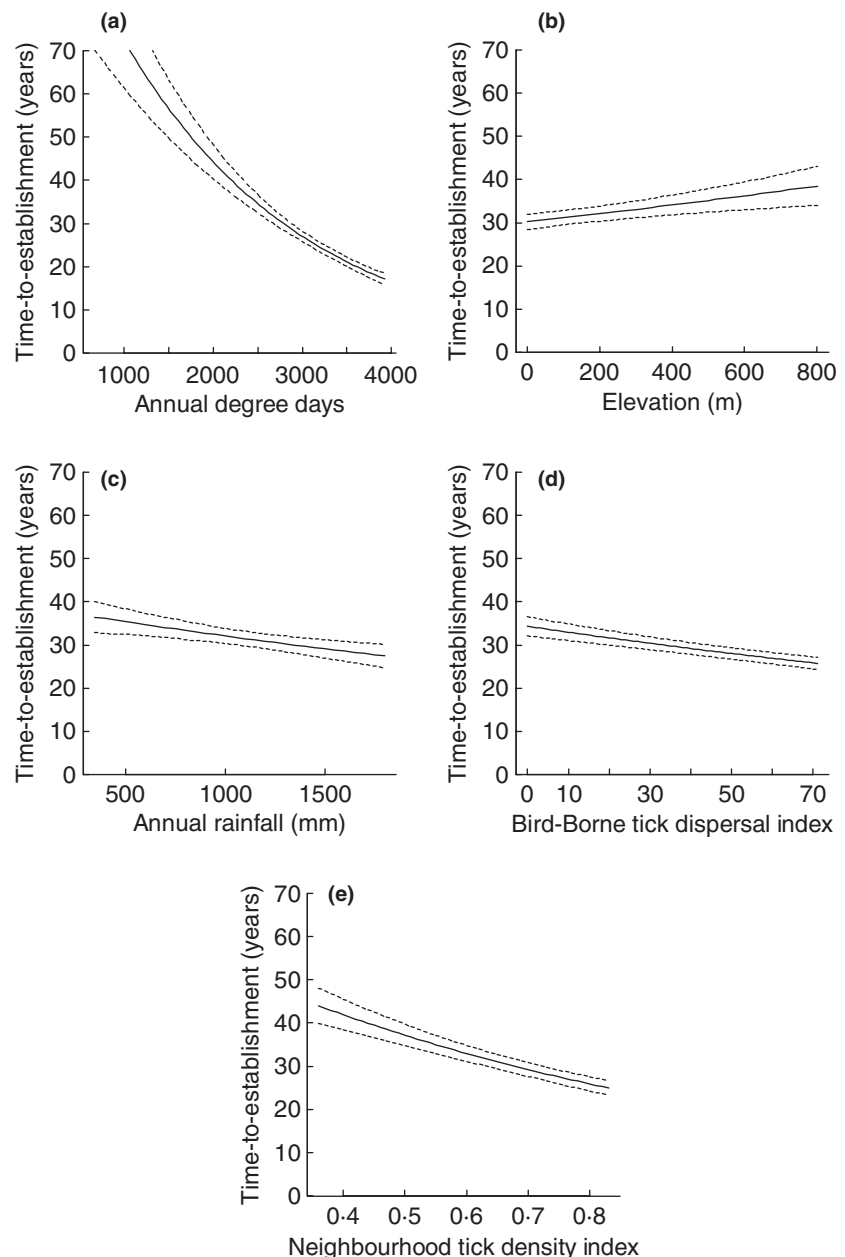 (a)
Time-to-establishment (years)
70
60
50
40
30
20
10
0
1000 2000 3000 4000
Annual degree days
(b)
Time-to-establishment (years)
70
60
50
40
30
20
10
0
0 200 400 600 800
Elevation (m)
(c)
Time-to-establishment (years)
70
60
50
40
30
20
10
0
500 1000 1500
Annual rainfall (mm)
(d)
Time-to-establishment (years)
70
60
50
40
30
20
10
0
0 10 30 50 70
Bird-Borne tick dispersal index
(e)
Time-to-establishment (years)
70
60
50
40
30
20
10
0
0·4 0·5 0·6 0·7 0·8
Neighbourhood tick density index